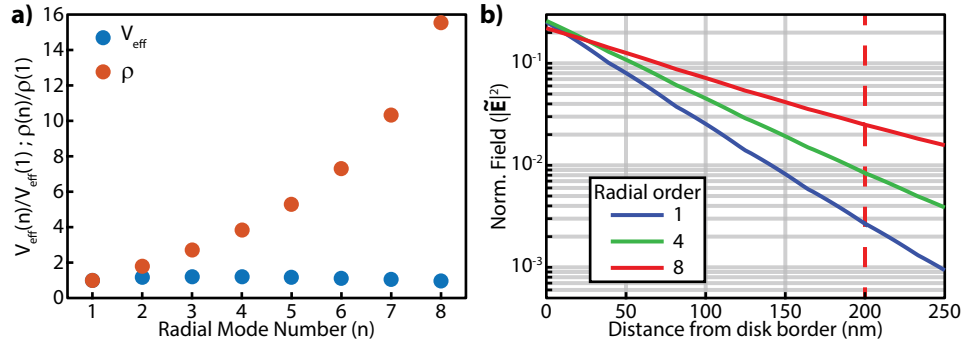 a)
V_eff(n)/V_eff(1) ; ρ(n)/ρ(1)
16
14
12
10
8
6
4
2
0
V_eff
ρ
1 2 3 4 5 6 7 8
Radial Mode Number (n)
b)
Norm. Field (|Ẽ|²)
10⁻¹
10⁻²
10⁻³
Radial order
1
4
8
0 50 100 150 200 250
Distance from disk border (nm)